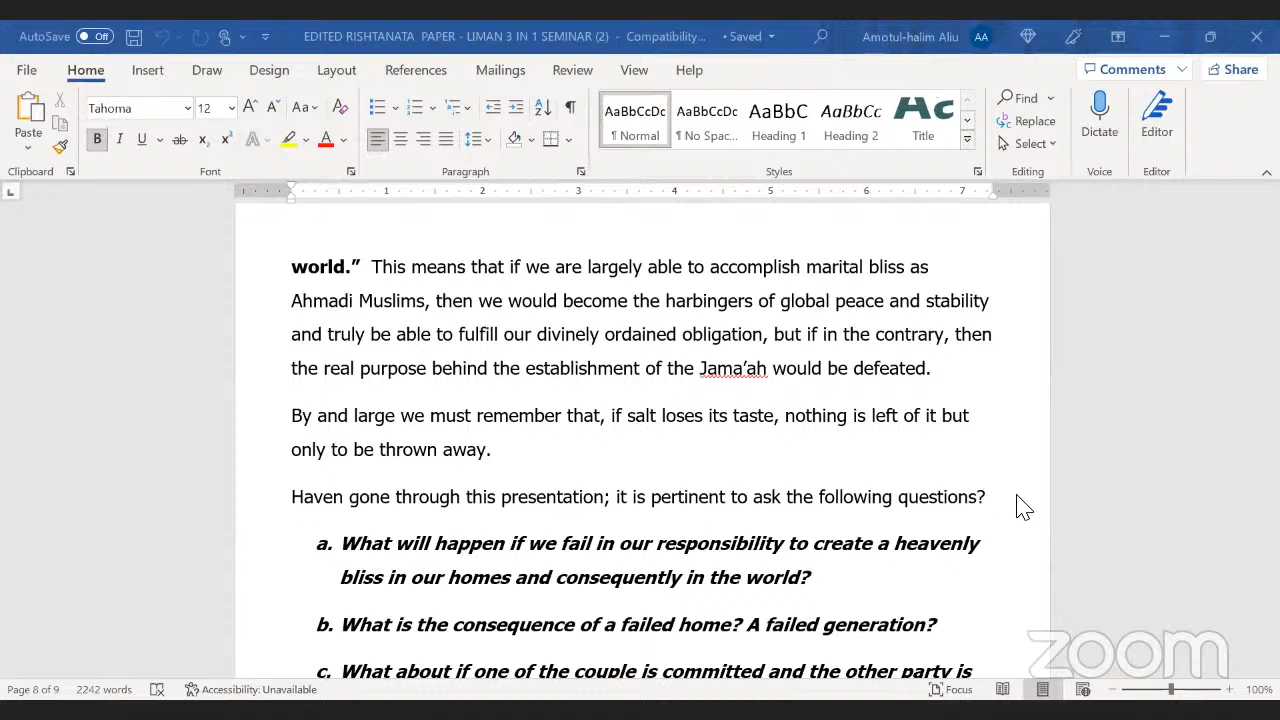 AutoSave Off EDITED RISHTANATA PAPER - LIMAN 3 IN 1 SEMINAR (2) - Compatibility... • Saved Amotul-halim Aliu AA
File Home Insert Draw Design Layout References Mailings Review View Help Comments Share
Tahoma 12 Aa AaBbCcDc AaBbCcDc AaBbC AaBbCc AaBbCcDc Find
Paste ¶ Normal ¶ No Spac... Heading 1 Heading 2 Title Replace Dictate Editor
Select
Clipboard Font Paragraph Styles Editing Voice Editor
1 2 3 4 5 6 7
world.” This means that if we are largely able to accomplish marital bliss as
Ahmadi Muslims, then we would become the harbingers of global peace and stability
and truly be able to fulfill our divinely ordained obligation, but if in the contrary, then
the real purpose behind the establishment of the Jama’ah would be defeated.
By and large we must remember that, if salt loses its taste, nothing is left of it but
only to be thrown away.
Haven gone through this presentation; it is pertinent to ask the following questions?
a. What will happen if we fail in our responsibility to create a heavenly
bliss in our homes and consequently in the world?
b. What is the consequence of a failed home? A failed generation?
c. What about if one of the couple is committed and the other party is
zoom
Page 8 of 9 2242 words Accessibility: Unavailable Focus 100%